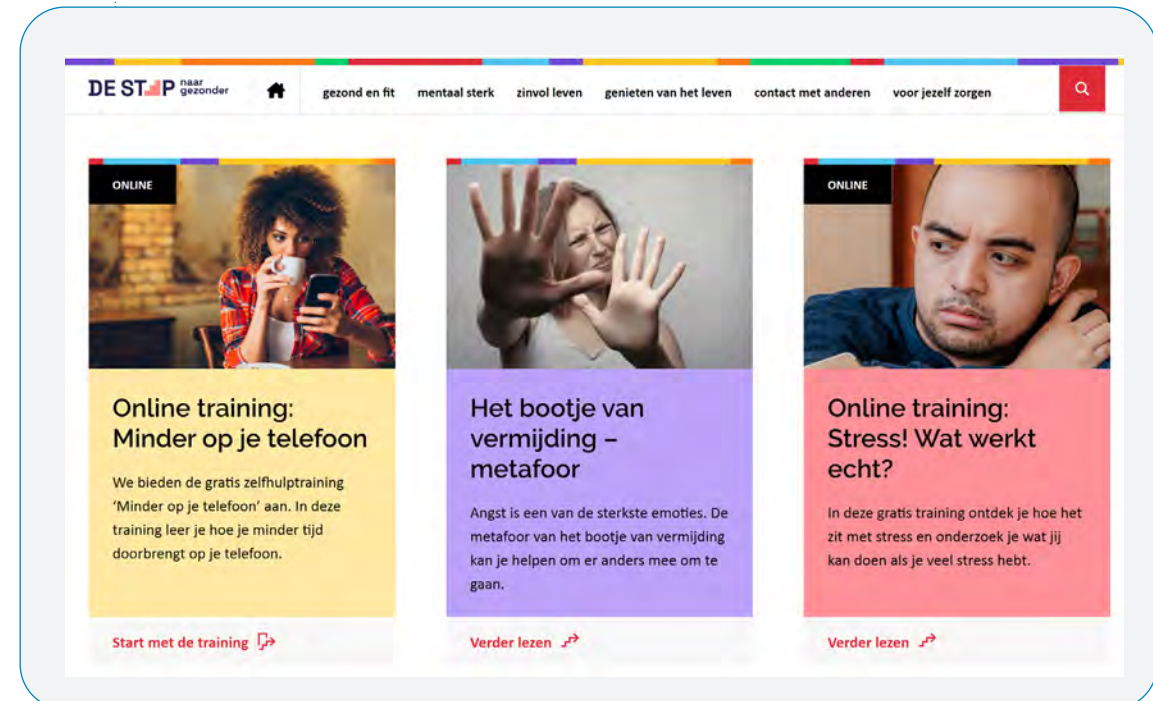 DE STAP naar gezonder
gezond en fit
mentaal sterk
zinvol leven
genieten van het leven
contact met anderen
voor jezelf zorgen
ONLINE
Online training:
Minder op je telefoon
We bieden de gratis zelfhulptraining
‘Minder op je telefoon’ aan. In deze
training leer je hoe je minder tijd
doorbrengt op je telefoon.
Start met de training
Het bootje van
vermijding –
metafoor
Angst is een van de sterkste emoties. De
metafoor van het bootje van vermijding
kan je helpen om er anders mee om te
gaan.
Verder lezen
ONLINE
Online training:
Stress! Wat werkt
echt?
In deze gratis training ontdek je hoe het
zit met stress en onderzoek je wat jij
kan doen als je veel stress hebt.
Verder lezen